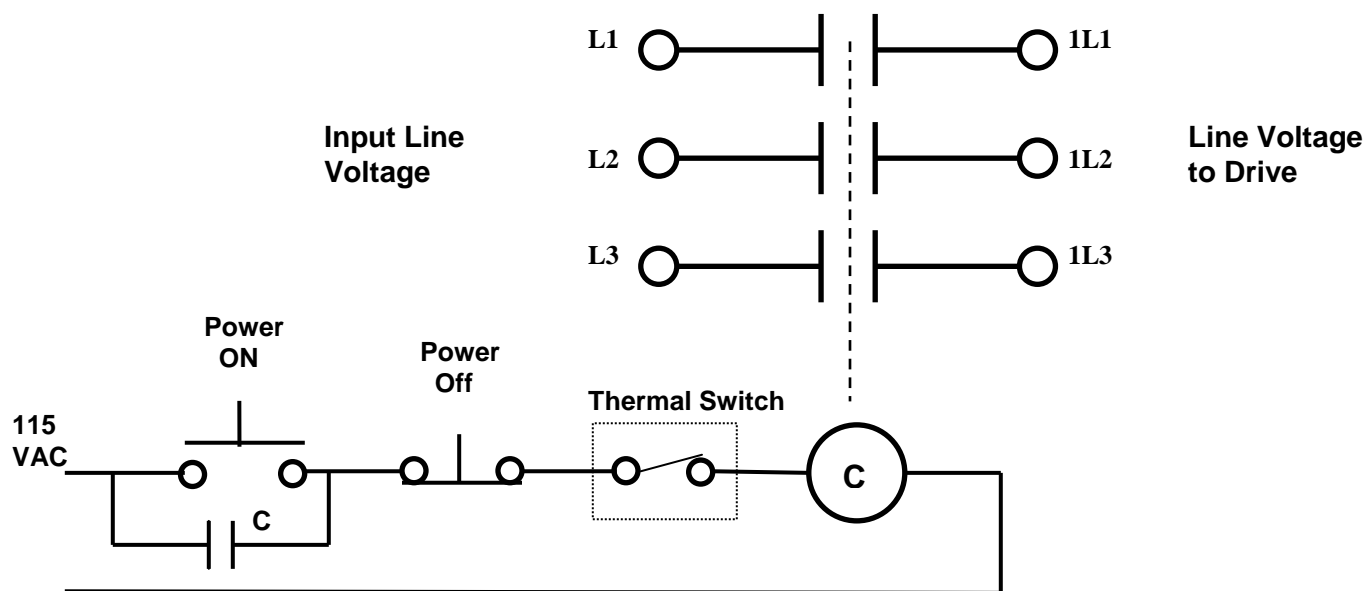 L1
1L1
Input Line
Voltage
L2
1L2
Line Voltage
to Drive
L3
1L3
Power
ON
Power
Off
Thermal Switch
115
VAC
C
C